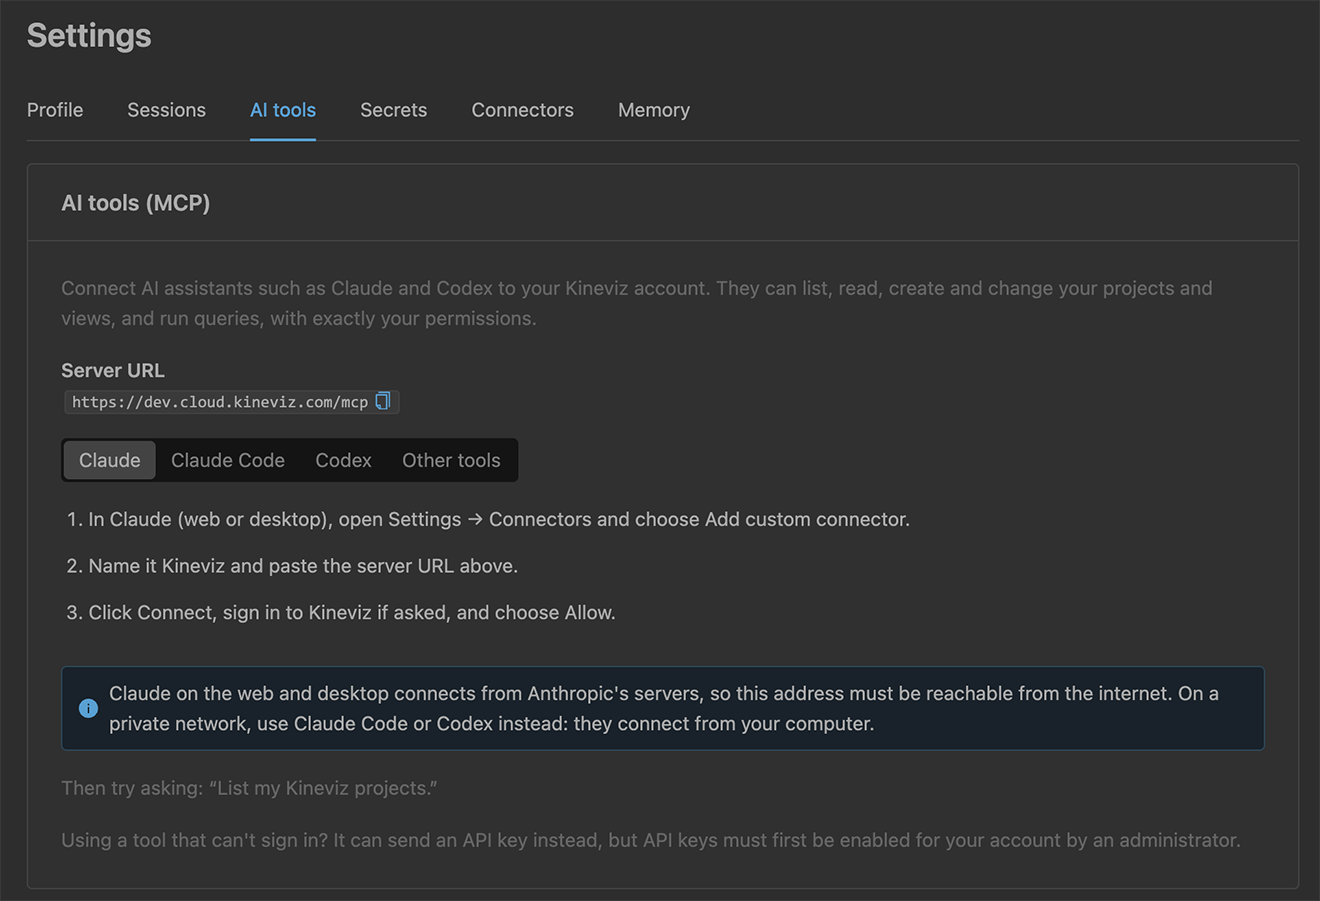 Settings
Profile Sessions AI tools Secrets Connectors Memory
AI tools (MCP)
Connect AI assistants such as Claude and Codex to your Kineviz account. They can list, read, create and change your projects and
views, and run queries, with exactly your permissions.
Server URL
https://dev.cloud.kineviz.com/mcp
Claude Claude Code Codex Other tools
1. In Claude (web or desktop), open Settings → Connectors and choose Add custom connector.
2. Name it Kineviz and paste the server URL above.
3. Click Connect, sign in to Kineviz if asked, and choose Allow.
Claude on the web and desktop connects from Anthropic's servers, so this address must be reachable from the internet. On a
private network, use Claude Code or Codex instead: they connect from your computer.
Then try asking: “List my Kineviz projects.”
Using a tool that can't sign in? It can send an API key instead, but API keys must first be enabled for your account by an administrator.